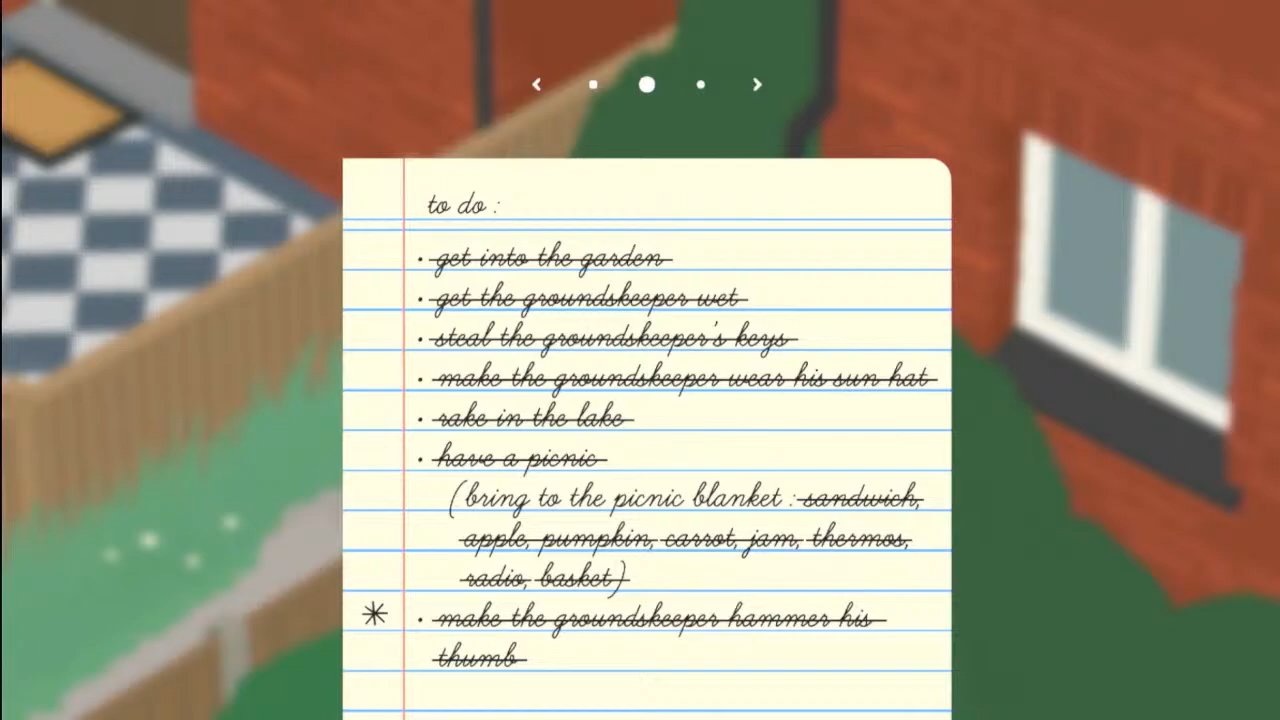 to do :
• get into the garden
• get the groundskeeper wet
• steal the groundskeeper's keys
• make the groundskeeper wear his sun hat
• rake in the lake
• have a picnic
(bring to the picnic blanket : sandwich,
apple, pumpkin, carrot, jam, thermos,
radio, basket)
• make the groundskeeper hammer his
thumb